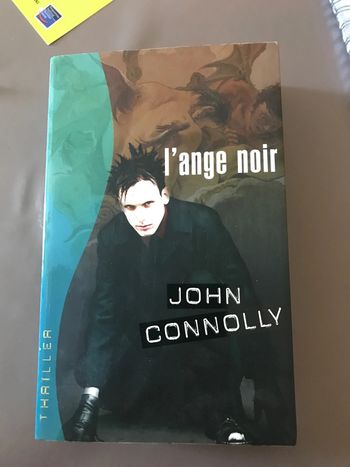 l'ange noir
JOHN
CONNOLLY
THRILLER